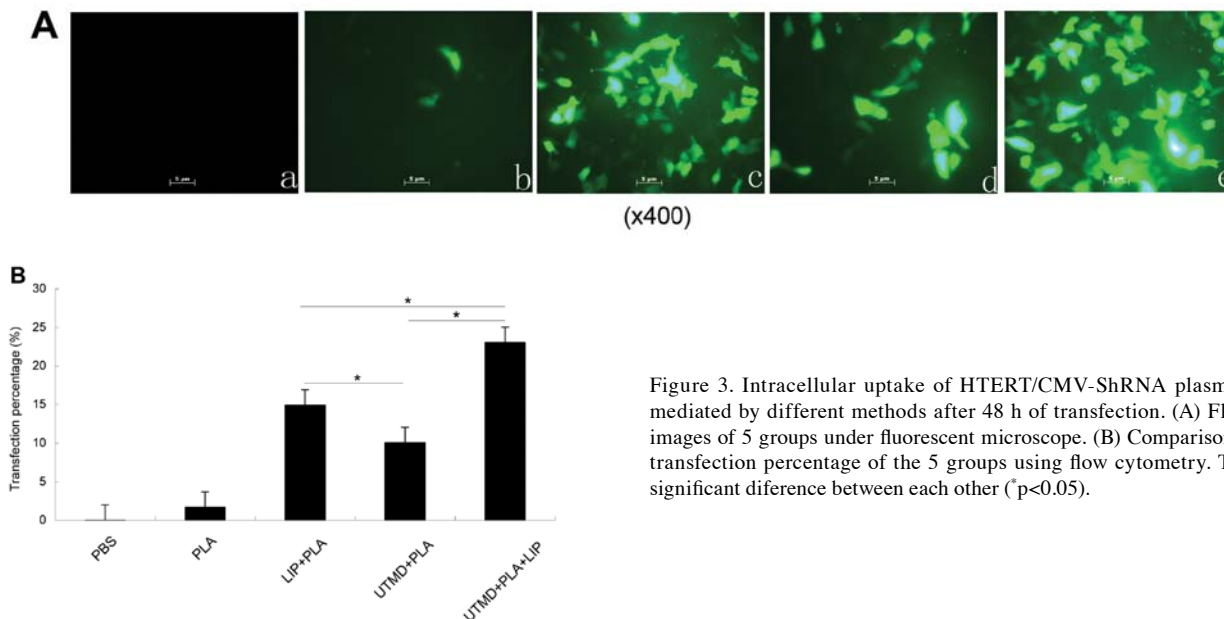 A
5 µm a
5 µm b
5 µm c
5 µm d
5 µm e
(x400)
B
Transfection percentage (%)
30
25
20
15
10
5
0
*
*
*
PBS
PLA
LIP+PLA
UTMD+PLA
UTMD+PLA+LIP
Figure 3. Intracellular uptake of HTERT/CMV-ShRNA plasm
mediated by different methods after 48 h of transfection. (A) Fl
images of 5 groups under fluorescent microscope. (B) Comparison
transfection percentage of the 5 groups using flow cytometry. T
significant diference between each other (*p<0.05).